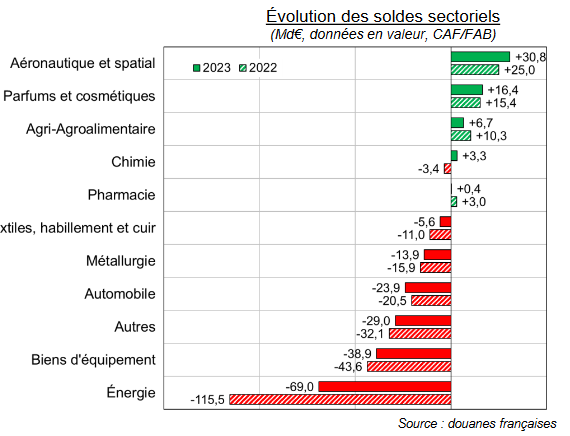 Évolution des soldes sectoriels
(Md€, données en valeur, CAF/FAB)
2023 2022
Aéronautique et spatial +30,8
+25,0
Parfums et cosmétiques +16,4
+15,4
Agri-Agroalimentaire +6,7
+10,3
Chimie +3,3
-3,4
Pharmacie +0,4
+3,0
xtiles, habillement et cuir -5,6
-11,0
Métallurgie -13,9
-15,9
Automobile -23,9
-20,5
Autres -29,0
-32,1
Biens d'équipement -38,9
-43,6
Énergie -69,0
-115,5
Source : douanes françaises